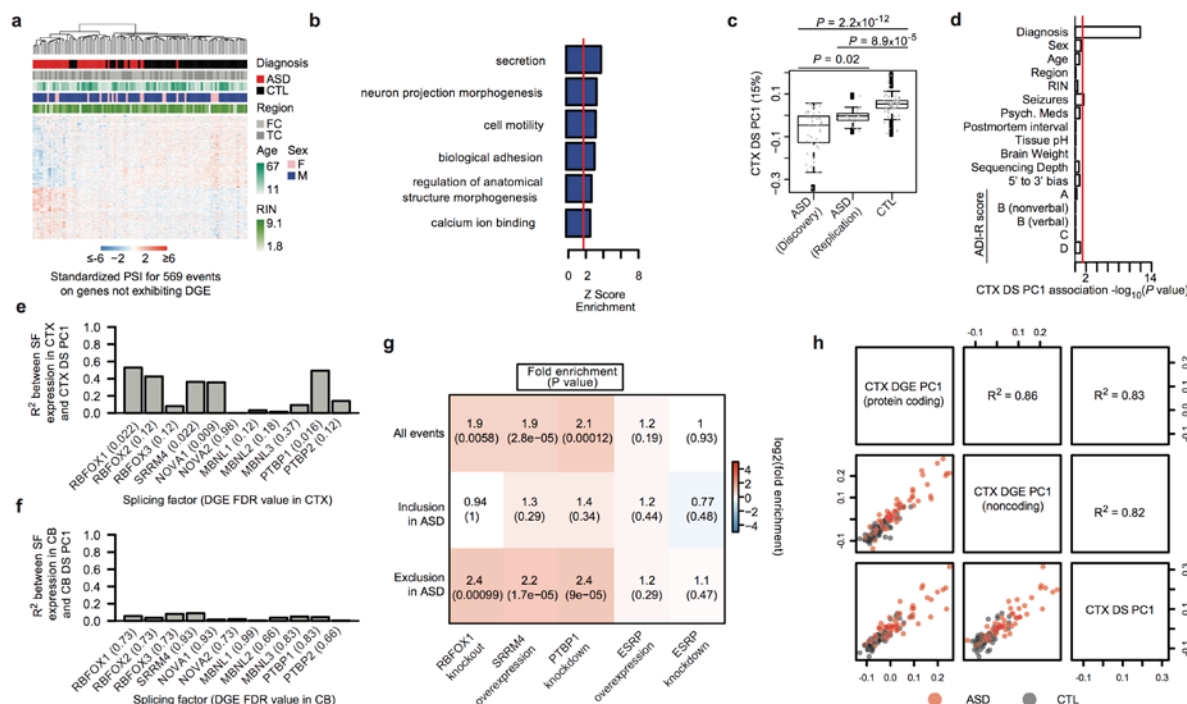 a
Diagnosis
ASD
CTL
Region
FC
TC
Age
67
11
Sex
F
M
RIN
9.1
1.8
≤-6 −2 2 ≥6
Standardized PSI for 569 events
on genes not exhibiting DGE
b
secretion
neuron projection morphogenesis
cell motility
biological adhesion
regulation of anatomical
structure morphogenesis
calcium ion binding
0 2 4 8
Z Score
Enrichment
c
P = 2.2x10-12
P = 8.9x10-5
P = 0.02
CTX DS PC1 (15%)
0.1
-0.1
−0.3
ASD
(Discovery)
ASD
(Replication)
CTL
d
Diagnosis
Sex
Age
Region
RIN
Seizures
Psych. Meds
Postmortem interval
Tissue pH
Brain Weight
Sequencing Depth
5' to 3' bias
ADI-R score
A
B (nonverbal)
B (verbal)
C
D
2 14
CTX DS PC1 association -log10(P value)
e
R2 between SF
expression in CTX
and CTX DS PC1
1.0
0.8
0.6
0.4
0.2
0.0
RBFOX1 (0.022)
RBFOX2 (0.12)
RBFOX3 (0.12)
SRRM4 (0.022)
NOVA1 (0.009)
NOVA2 (0.98)
MBNL1 (0.12)
MBNL2 (0.18)
MBNL3 (0.37)
PTBP1 (0.016)
PTBP2 (0.12)
Splicing factor (DGE FDR value in CTX)
f
R2 between SF
expression in CB
and CB DS PC1
1.0
0.8
0.6
0.4
0.2
0.0
RBFOX1 (0.73)
RBFOX2 (0.73)
RBFOX3 (0.73)
SRRM4 (0.93)
NOVA1 (0.93)
NOVA2 (0.73)
MBNL1 (0.99)
MBNL2 (0.66)
MBNL3 (0.83)
PTBP1 (0.83)
PTBP2 (0.66)
Splicing factor (DGE FDR value in CB)
g
Fold enrichment
(P value)
All events
1.9 1.9 2.1 1.2 1
(0.0058) (2.8e−05) (0.00012) (0.19) (0.93)
Inclusion
in ASD
0.94 1.3 1.4 1.2 0.77
(1) (0.29) (0.34) (0.44) (0.48)
Exclusion
in ASD
2.4 2.2 2.4 1.2 1.1
(0.00099) (1.7e−05) (9e−05) (0.29) (0.47)
RBFOX1
knockout
SRRM4
overexpression
PTBP1
knockdown
ESRP
overexpression
ESRP
knockdown
4
2
0
−2
−4
log2(fold enrichment)
h
-0.1 0.1 0.2
CTX DGE PC1
(protein coding)
R2 = 0.86
R2 = 0.83
-0.1 0.1 0.2
-0.1 0.1 0.2
CTX DGE PC1
(noncoding)
R2 = 0.82
CTX DS PC1
-0.1 0.1 0.3
-0.1 0.0 0.1 0.2
-0.1 0.1 0.3
ASD
CTL